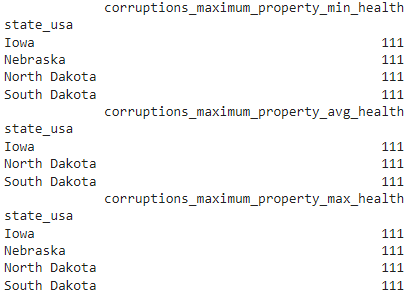 corruptions_maximum_property_min_health
state_usa
Iowa 111
Nebraska 111
North Dakota 111
South Dakota 111
corruptions_maximum_property_avg_health
state_usa
Iowa 111
North Dakota 111
South Dakota 111
corruptions_maximum_property_max_health
state_usa
Iowa 111
Nebraska 111
North Dakota 111
South Dakota 111